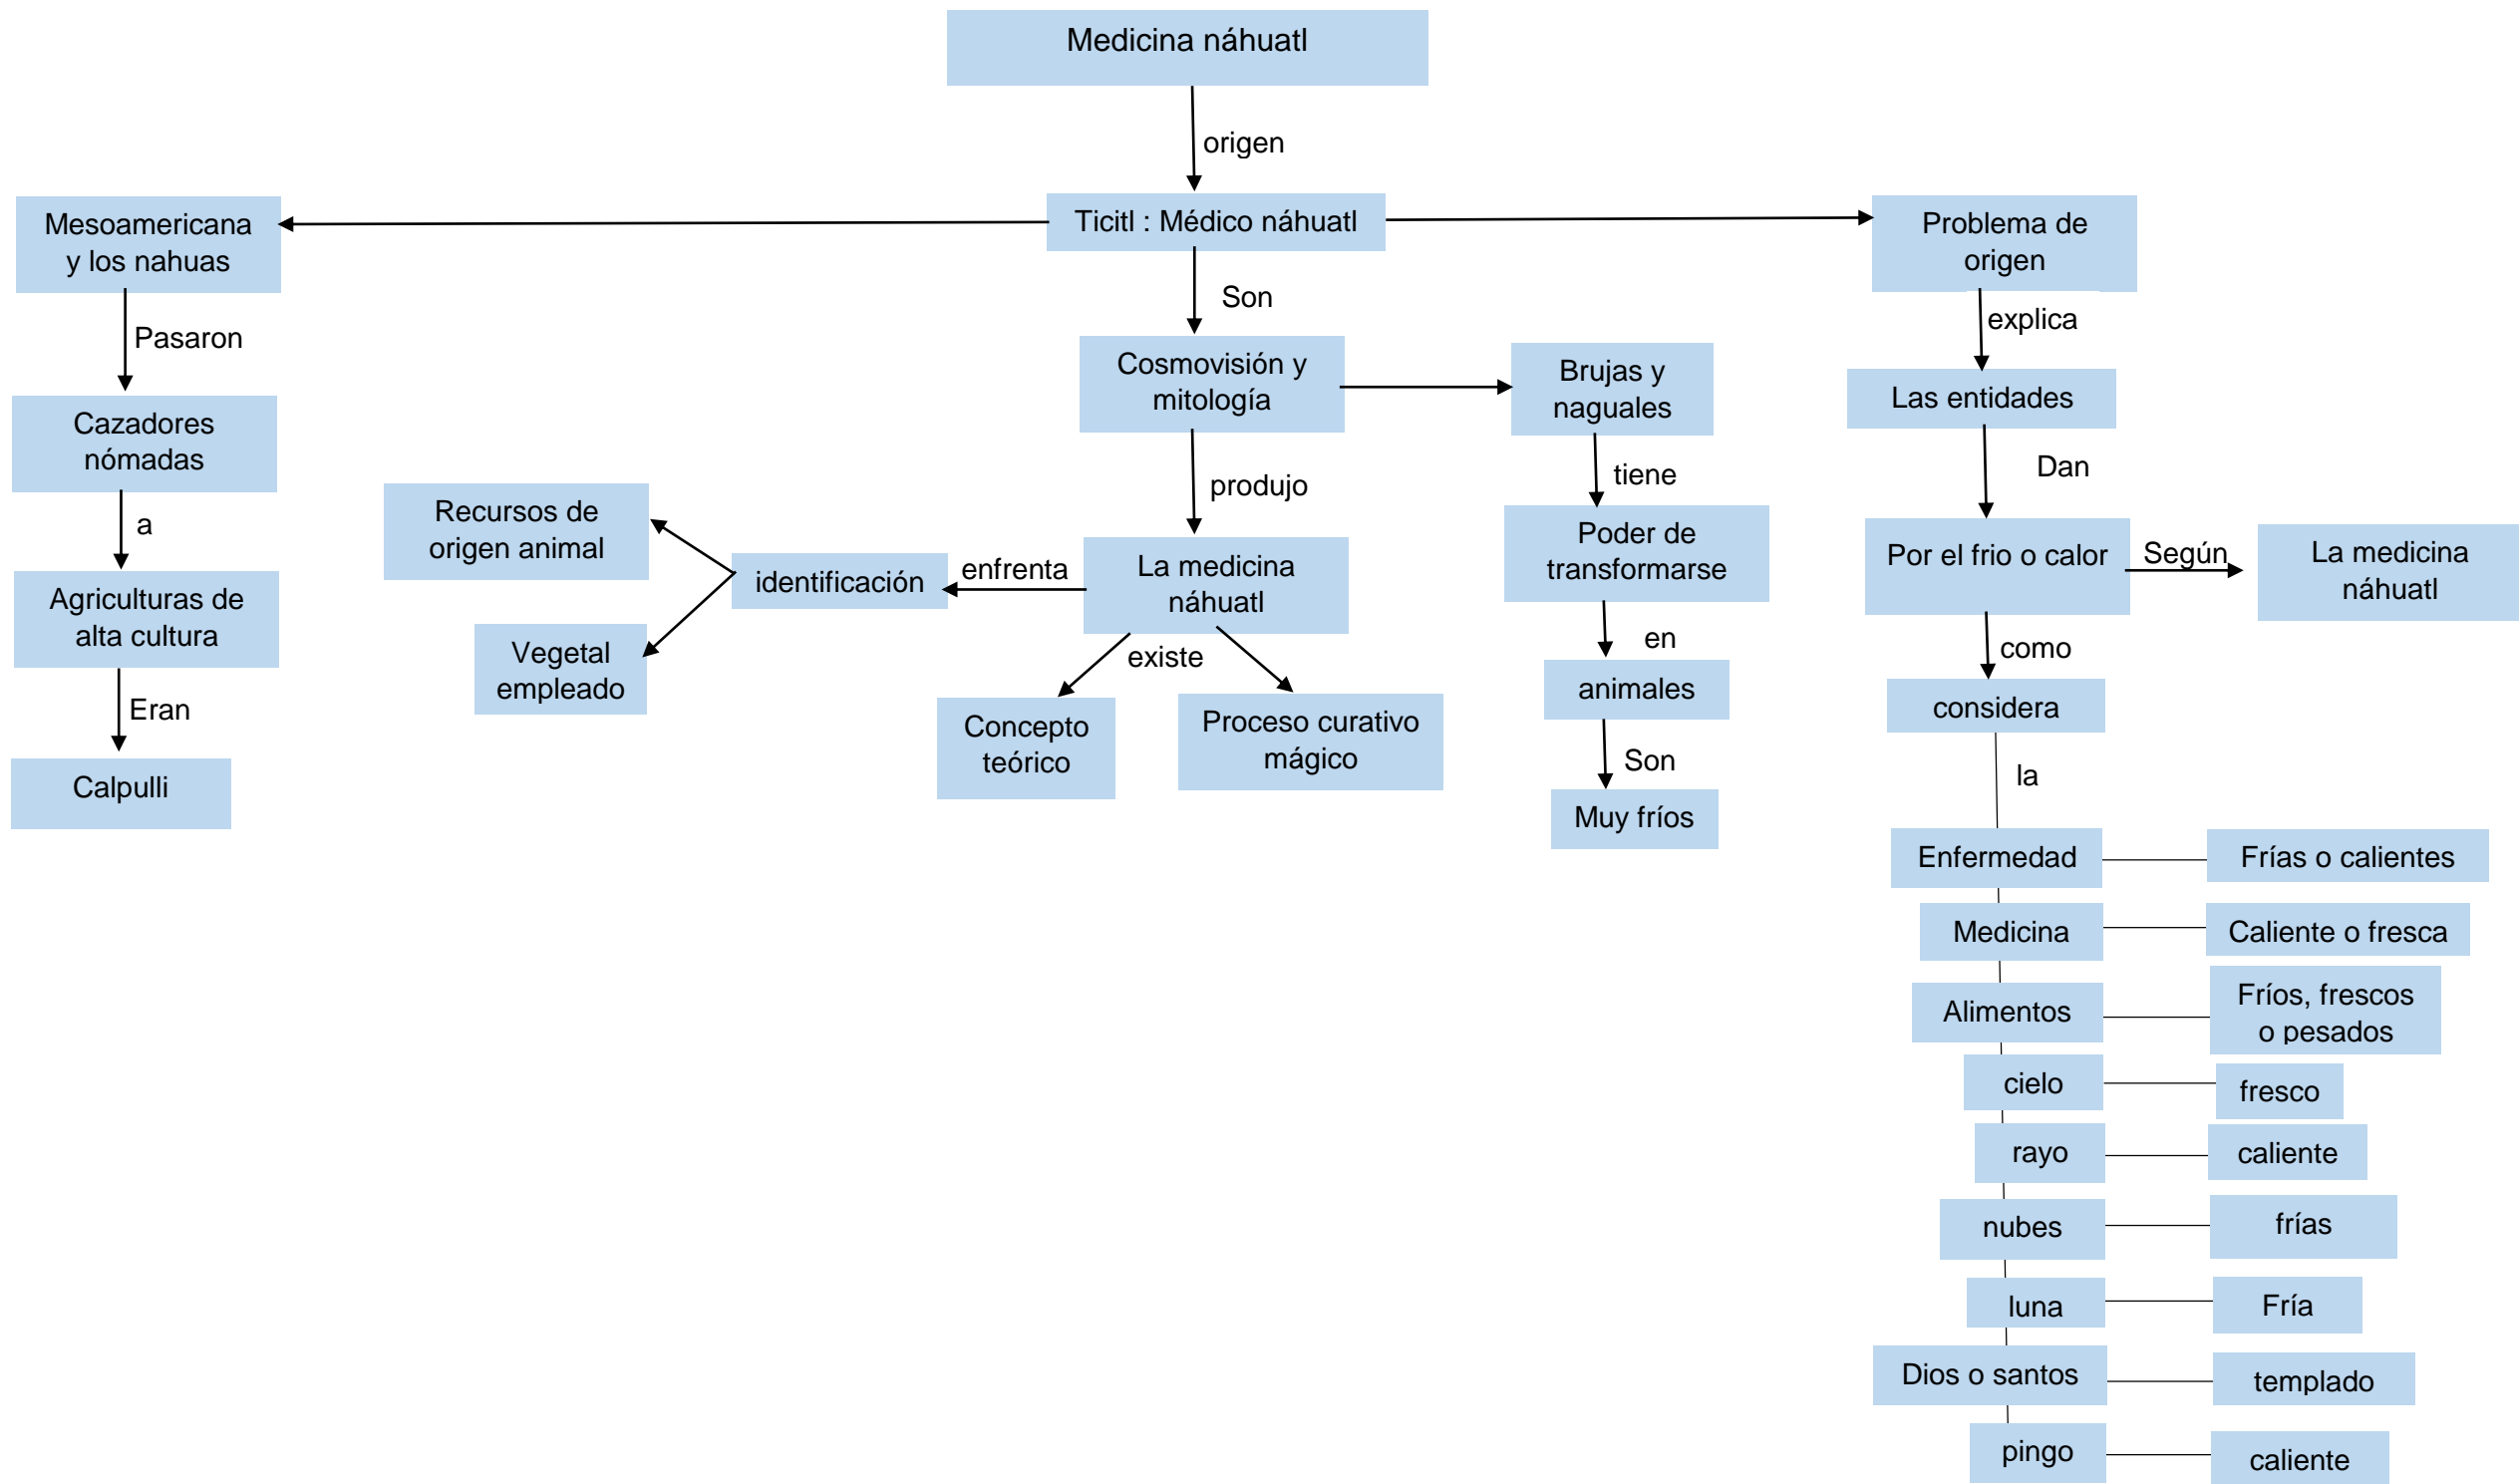 Medicina náhuatl
origen
Ticitl : Médico náhuatl
Mesoamericana
y los nahuas
Pasaron
Cazadores
nómadas
a
Agriculturas de
alta cultura
Eran
Calpulli
Son
Cosmovisión y
mitología
produjo
La medicina
náhuatl
enfrenta
identificación
Recursos de
origen animal
Vegetal
empleado
existe
Concepto
teórico
Proceso curativo
mágico
Brujas y
naguales
tiene
Poder de
transformarse
en
animales
Son
Muy fríos
Problema de
origen
explica
Las entidades
Dan
Por el frio o calor
Según
La medicina
náhuatl
como
considera
la
Enfermedad
Frías o calientes
Medicina
Caliente o fresca
Alimentos
Fríos, frescos
o pesados
cielo
fresco
rayo
caliente
nubes
frías
luna
Fría
Dios o santos
templado
pingo
caliente